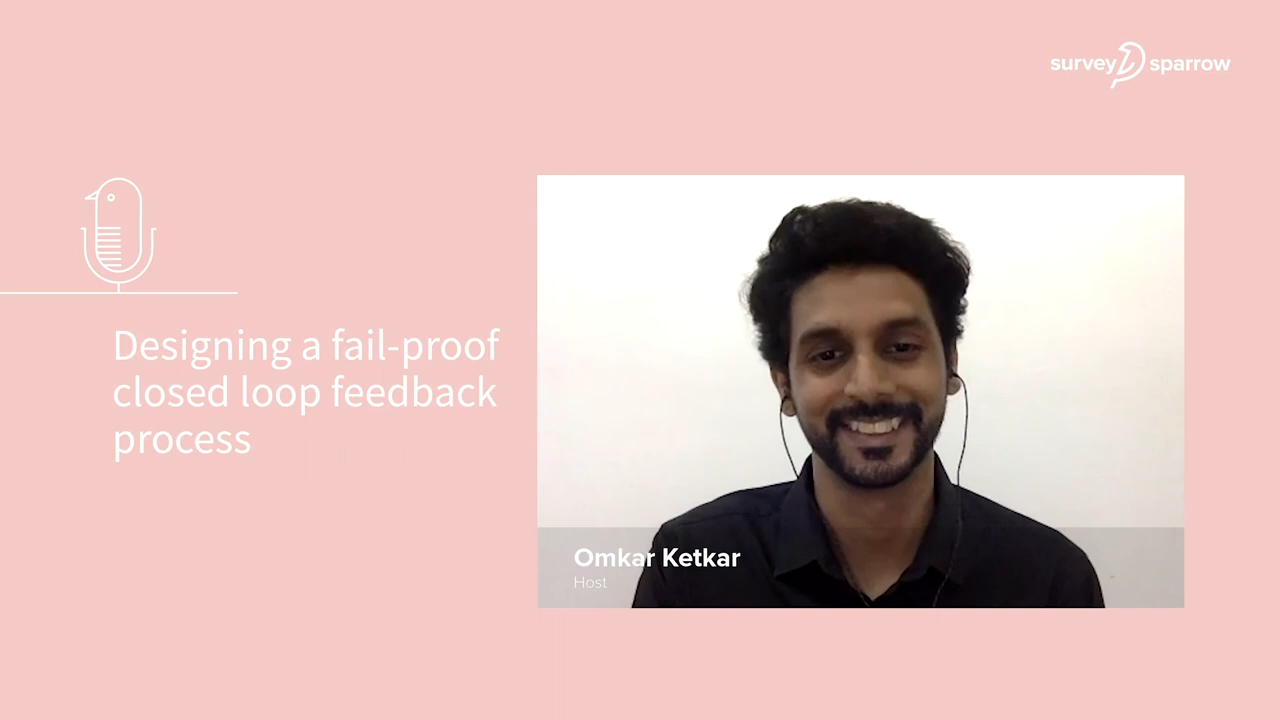 survey sparrow
Designing a fail-proof
closed loop feedback
process
Omkar Ketkar
Host